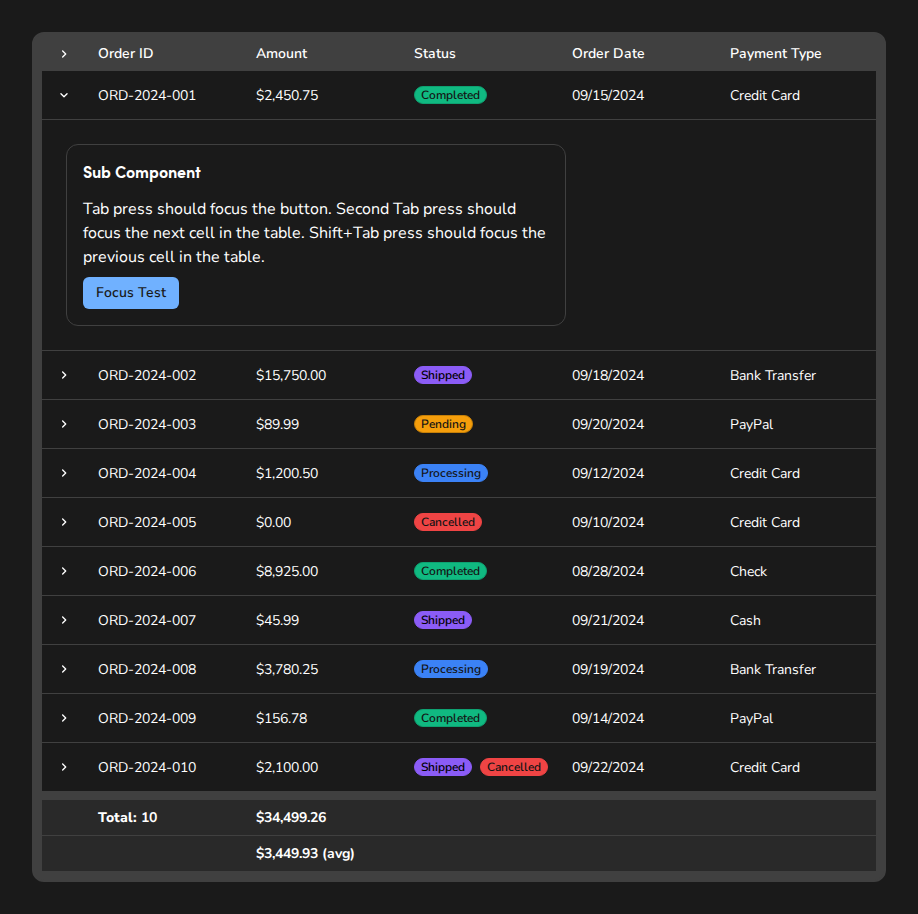 Order ID Amount Status Order Date Payment Type
ORD-2024-001 $2,450.75 Completed 09/15/2024 Credit Card
Sub Component
Tab press should focus the button. Second Tab press should
focus the next cell in the table. Shift+Tab press should focus the
previous cell in the table.
Focus Test
ORD-2024-002 $15,750.00 Shipped 09/18/2024 Bank Transfer
ORD-2024-003 $89.99 Pending 09/20/2024 PayPal
ORD-2024-004 $1,200.50 Processing 09/12/2024 Credit Card
ORD-2024-005 $0.00 Cancelled 09/10/2024 Credit Card
ORD-2024-006 $8,925.00 Completed 08/28/2024 Check
ORD-2024-007 $45.99 Shipped 09/21/2024 Cash
ORD-2024-008 $3,780.25 Processing 09/19/2024 Bank Transfer
ORD-2024-009 $156.78 Completed 09/14/2024 PayPal
ORD-2024-010 $2,100.00 Shipped Cancelled 09/22/2024 Credit Card
Total: 10 $34,499.26
$3,449.93 (avg)